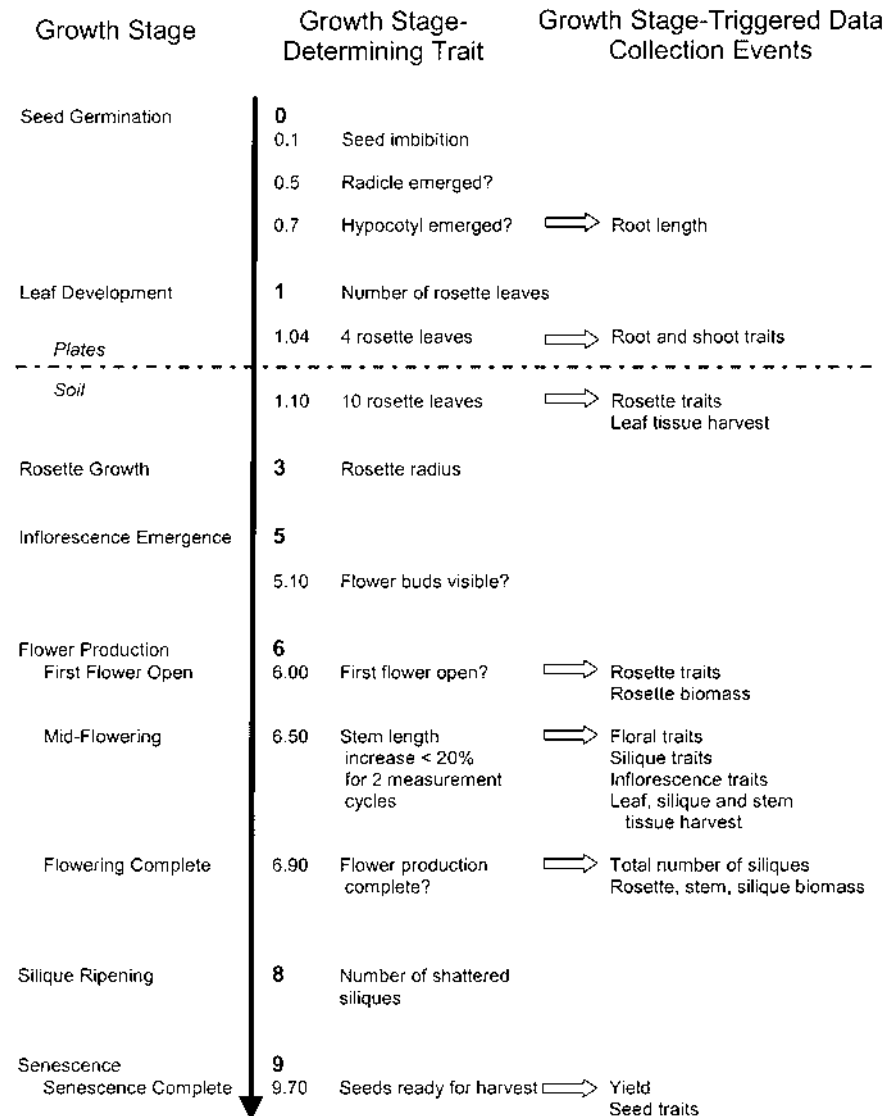 Growth Stage
Growth Stage-
Determining Trait
Growth Stage-Triggered Data
Collection Events
Seed Germination 0
0.1 Seed imbibition
0.5 Radicle emerged?
0.7 Hypocotyl emerged? Root length
Leaf Development 1 Number of rosette leaves
1.04 4 rosette leaves Root and shoot traits
Plates
Soil
1.10 10 rosette leaves Rosette traits
Leaf tissue harvest
Rosette Growth 3 Rosette radius
Inflorescence Emergence 5
5.10 Flower buds visible?
Flower Production 6
First Flower Open 6.00 First flower open? Rosette traits
Rosette biomass
Mid-Flowering 6.50 Stem length Floral traits
increase < 20% Silique traits
for 2 measurement Inflorescence traits
cycles Leaf, silique and stem
tissue harvest
Flowering Complete 6.90 Flower production Total number of siliques
complete? Rosette, stem, silique biomass
Silique Ripening 8 Number of shattered
siliques
Senescence 9
Senescence Complete 9.70 Seeds ready for harvest Yield
Seed traits